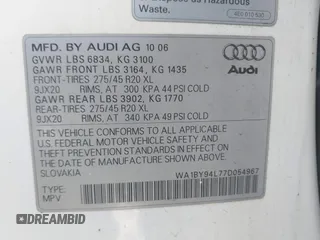 Waste.
MFD. BY AUDI AG 10 06
GVWR LBS 6834, KG 3100
GAWR FRONT LBS 3164, KG 1435
FRONT-TIRES 275/45 R20 XL
9JX20 RIMS, AT 300 KPA 44 PSI COLD
GAWR REAR LBS 3902, KG 1770
REAR-TIRES 275/45 R20 XL
9JX20 RIMS, AT 340 KPA 49 PSI COLD
THIS VEHICLE CONFORMS TO ALL APPLICABLE
U.S. FEDERAL MOTOR VEHICLE SAFETY AND
THEFT PREVENTION STANDARDS IN EFFECT ON
THE DATE OF MANUFACTURE SHOWN ABOVE.
SLOVAKIA WA1BY94L77D054967
TYPE:
MPV
Audi
autobidmaster